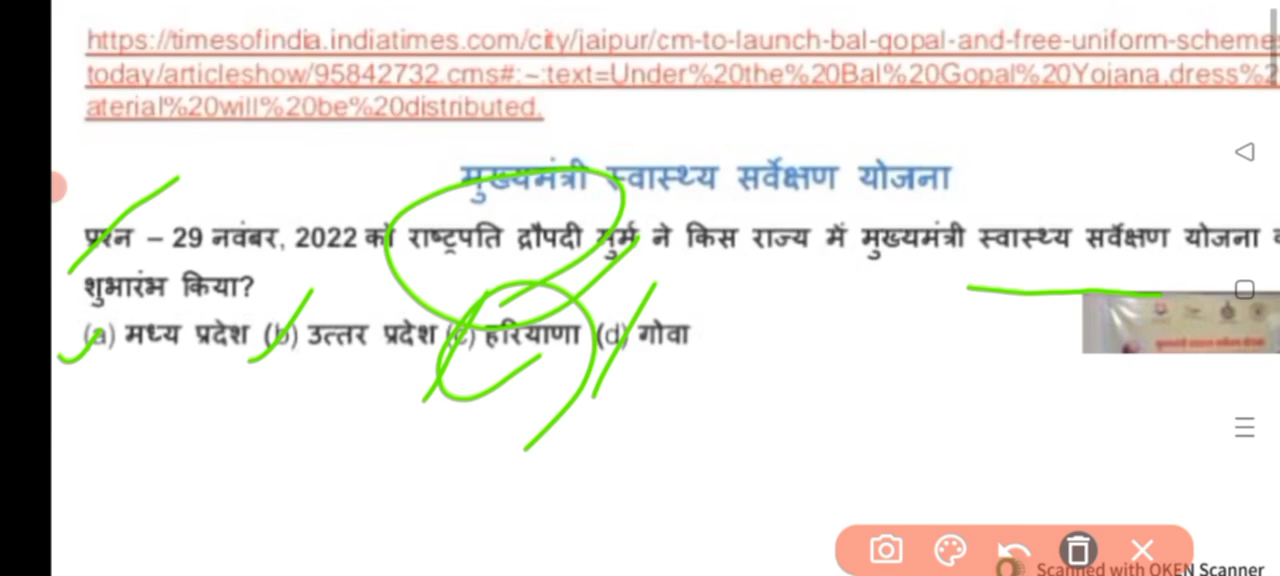 https://timesofindia.indiatimes.com/city/jaipur/cm-to-launch-bal-gopal-and-free-uniform-scheme
today/articleshow/95842732.cms#:~:text=Under%20the%20Bal%20Gopal%20Yojana,dress%2
aterial%20will%20be%20distributed.
मुख्यमंत्री स्वास्थ्य सर्वेक्षण योजना
प्रश्न – 29 नवंबर, 2022 को राष्ट्रपति द्रौपदी मुर्मू ने किस राज्य में मुख्यमंत्री स्वास्थ्य सर्वेक्षण योजना
शुभारंभ किया?
(a) मध्य प्रदेश (b) उत्तर प्रदेश (c) हरियाणा (d) गोवा
Scanned with OKEN Scanner